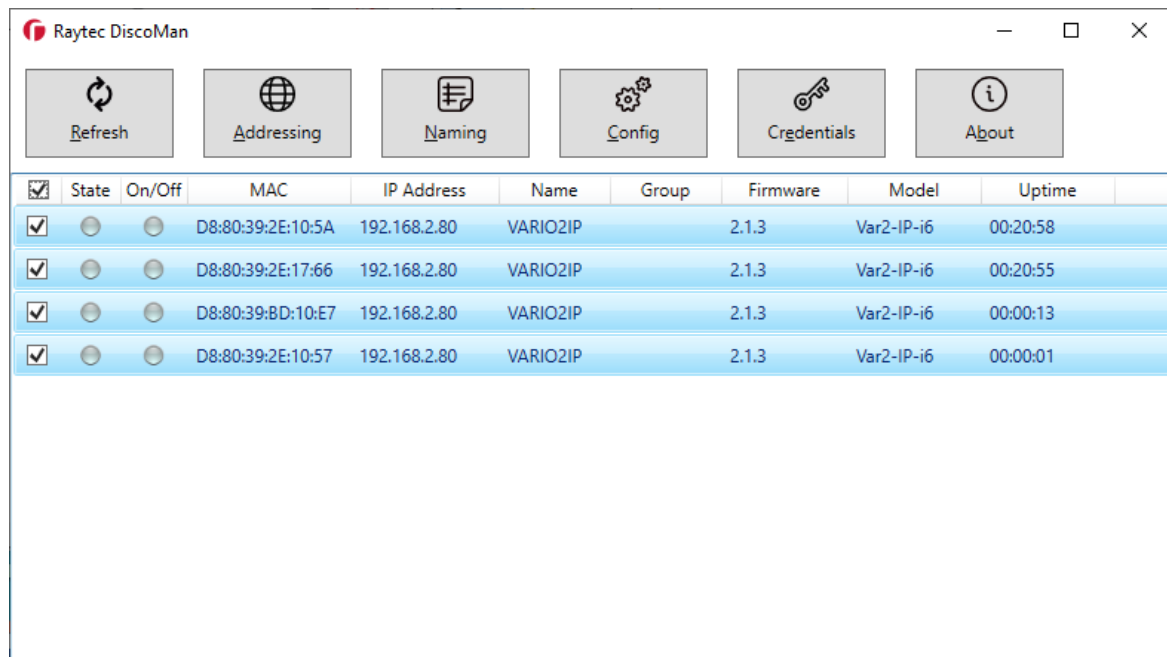 Raytec DiscoMan
Refresh Addressing Naming Config Credentials About
State On/Off MAC IP Address Name Group Firmware Model Uptime
D8:80:39:2E:10:5A 192.168.2.80 VARIO2IP 2.1.3 Var2-IP-i6 00:20:58
D8:80:39:2E:17:66 192.168.2.80 VARIO2IP 2.1.3 Var2-IP-i6 00:20:55
D8:80:39:BD:10:E7 192.168.2.80 VARIO2IP 2.1.3 Var2-IP-i6 00:00:13
D8:80:39:2E:10:57 192.168.2.80 VARIO2IP 2.1.3 Var2-IP-i6 00:00:01